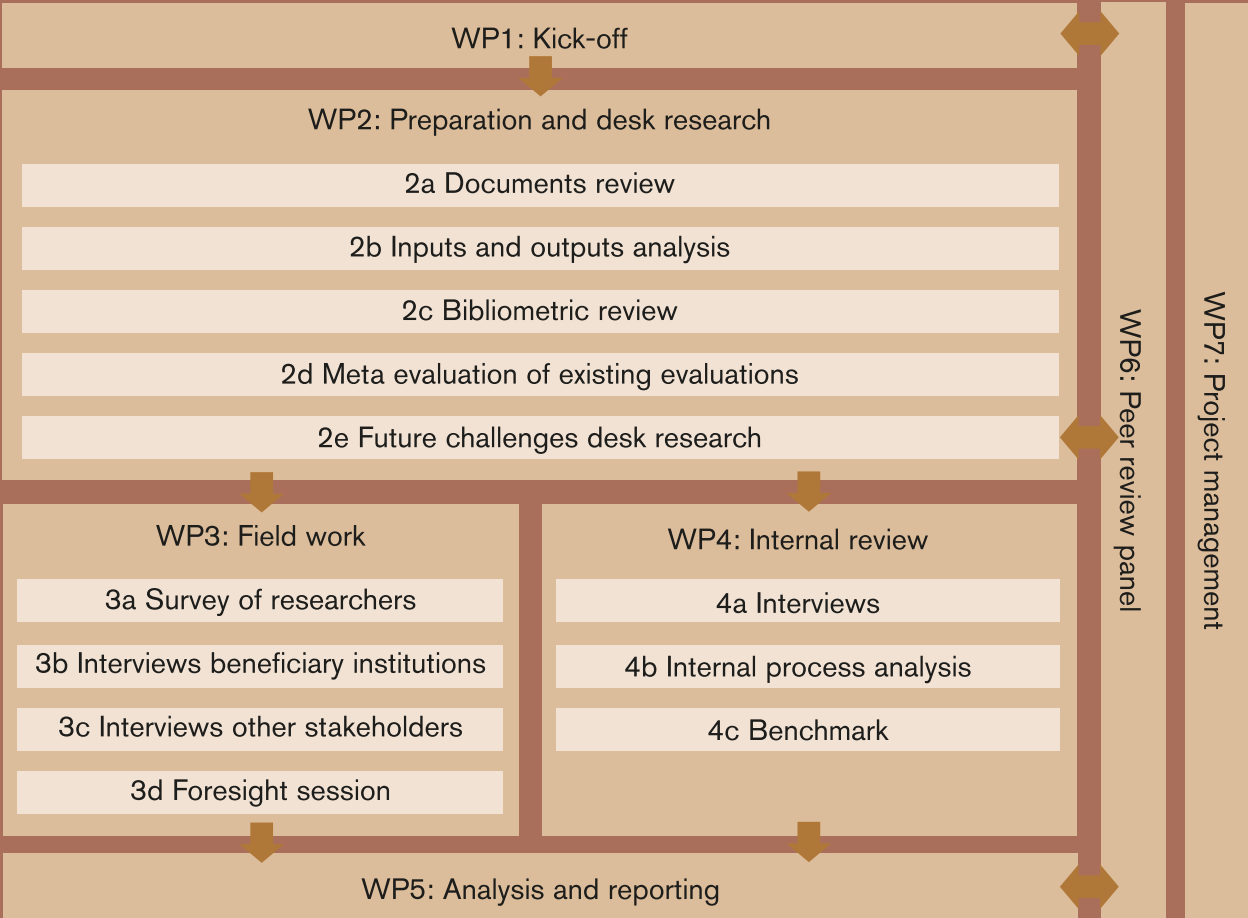 WP1: Kick-off
WP2: Preparation and desk research
2a Documents review
2b Inputs and outputs analysis
2c Bibliometric review
2d Meta evaluation of existing evaluations
2e Future challenges desk research
WP3: Field work
3a Survey of researchers
3b Interviews beneficiary institutions
3c Interviews other stakeholders
3d Foresight session
WP4: Internal review
4a Interviews
4b Internal process analysis
4c Benchmark
WP5: Analysis and reporting
WP6: Peer review panel
WP7: Project management